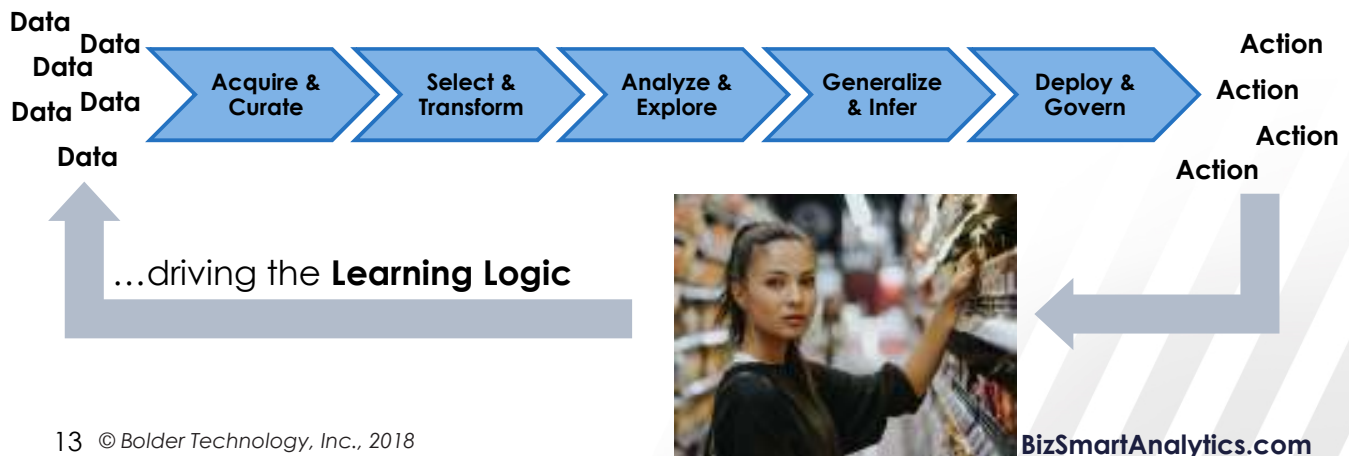 Data
Data
Data
Data
Data
Data
Acquire &
Curate
Select &
Transform
Analyze &
Explore
Generalize
& Infer
Deploy &
Govern
Action
Action
Action
Action
…driving the Learning Logic
13 © Bolder Technology, Inc., 2018
BizSmartAnalytics.com